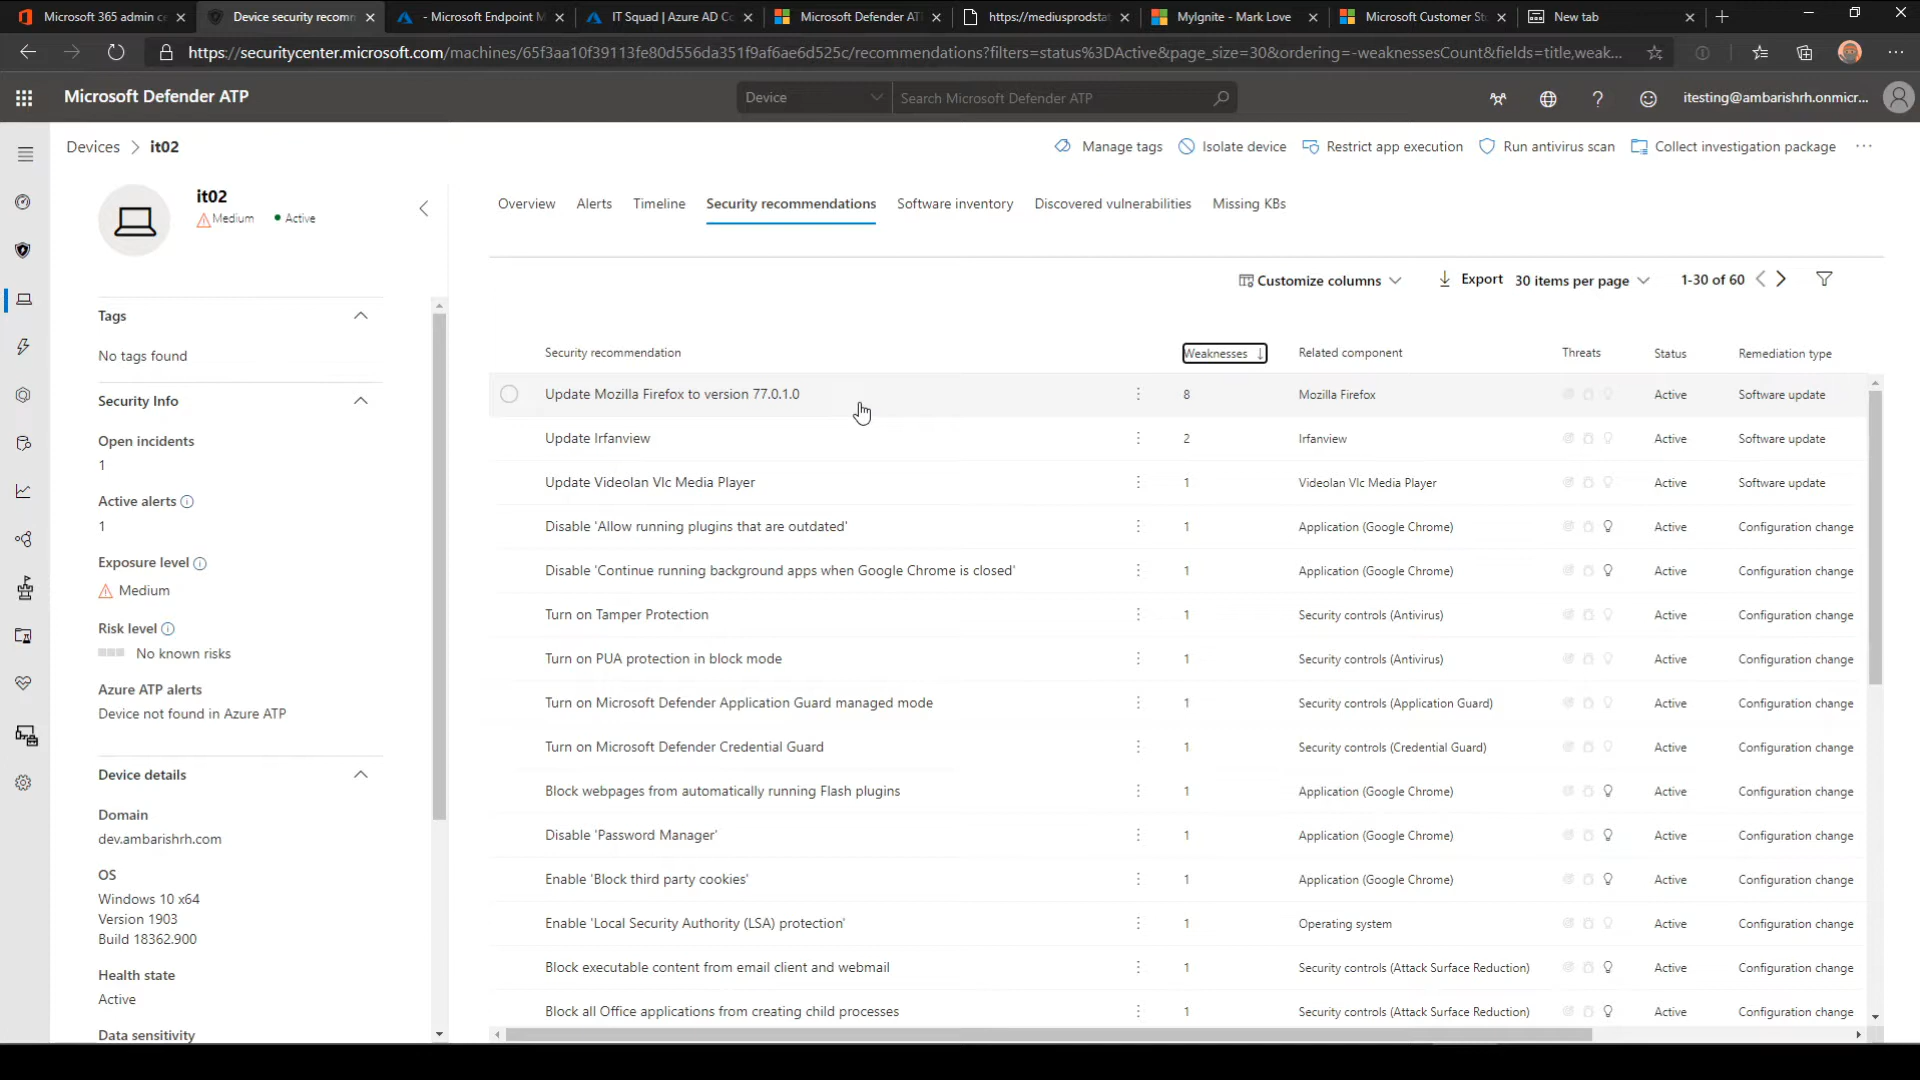 Microsoft 365 admin ce
Device security recomm
- Microsoft Endpoint M
IT Squad | Azure AD Co
Microsoft Defender ATP
https://mediusprodstat
MyIgnite - Mark Love
Microsoft Customer Sto
New tab
https://securitycenter.microsoft.com/machines/65f3aa10f39113fe80d556da351f9af6ae6d525c/recommendations?filters=status%3DActive&page_size=30&ordering=-weaknessesCount&fields=title,weak...
Microsoft Defender ATP
Device
Search Microsoft Defender ATP
itesting@ambarishrh.onmicr...
Devices > it02
Manage tags
Isolate device
Restrict app execution
Run antivirus scan
Collect investigation package
it02
Medium
Active
Overview
Alerts
Timeline
Security recommendations
Software inventory
Discovered vulnerabilities
Missing KBs
Customize columns
Export
30 items per page
1-30 of 60
Tags
No tags found
Security Info
Open incidents
1
Active alerts
1
Exposure level
Medium
Risk level
No known risks
Azure ATP alerts
Device not found in Azure ATP
Device details
Domain
dev.ambarishrh.com
OS
Windows 10 x64
Version 1903
Build 18362.900
Health state
Active
Data sensitivity
Security recommendation Weaknesses ↓ Related component Threats Status Remediation type
Update Mozilla Firefox to version 77.0.1.0 8 Mozilla Firefox Active Software update
Update Irfanview 2 Irfanview Active Software update
Update Videolan Vlc Media Player 1 Videolan Vlc Media Player Active Software update
Disable 'Allow running plugins that are outdated' 1 Application (Google Chrome) Active Configuration change
Disable 'Continue running background apps when Google Chrome is closed' 1 Application (Google Chrome) Active Configuration change
Turn on Tamper Protection 1 Security controls (Antivirus) Active Configuration change
Turn on PUA protection in block mode 1 Security controls (Antivirus) Active Configuration change
Turn on Microsoft Defender Application Guard managed mode 1 Security controls (Application Guard) Active Configuration change
Turn on Microsoft Defender Credential Guard 1 Security controls (Credential Guard) Active Configuration change
Block webpages from automatically running Flash plugins 1 Application (Google Chrome) Active Configuration change
Disable 'Password Manager' 1 Application (Google Chrome) Active Configuration change
Enable 'Block third party cookies' 1 Application (Google Chrome) Active Configuration change
Enable 'Local Security Authority (LSA) protection' 1 Operating system Active Configuration change
Block executable content from email client and webmail 1 Security controls (Attack Surface Reduction) Active Configuration change
Block all Office applications from creating child processes 1 Security controls (Attack Surface Reduction) Active Configuration change